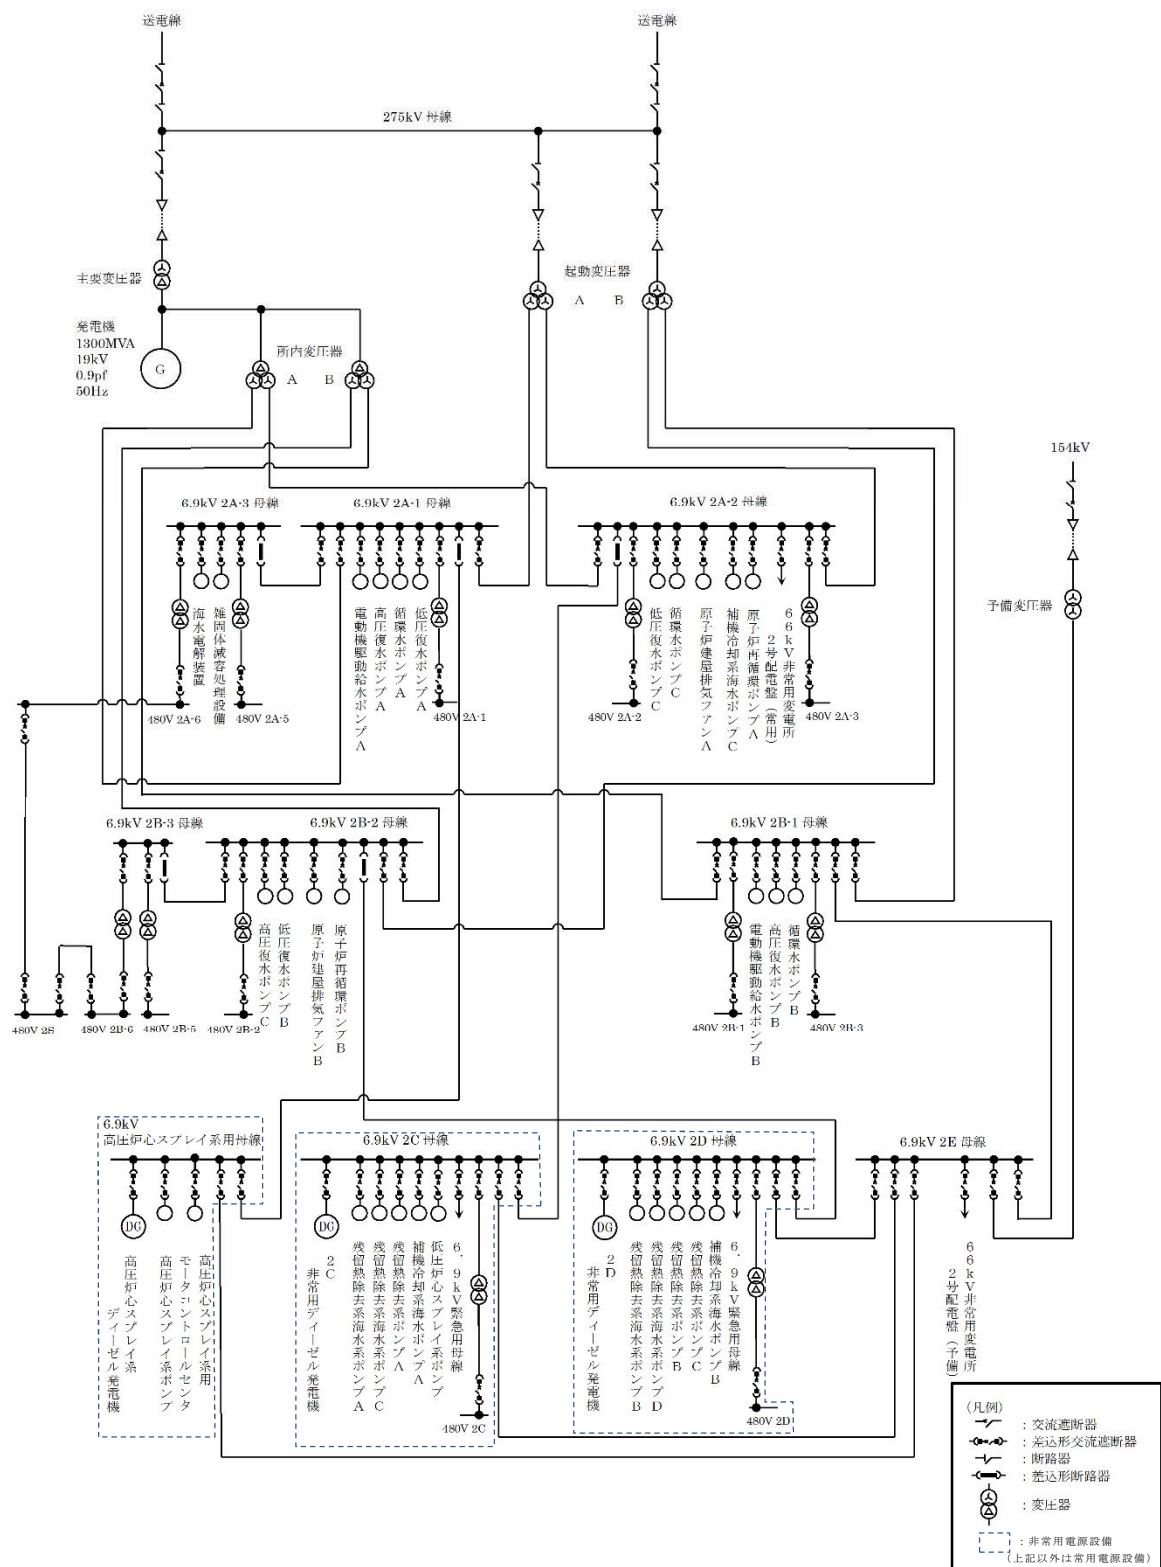 送電線
送電線
275kV 母線
主要変圧器
起動変圧器
A
B
発電機
1300MVA
19kV
0.9pf
50Hz
G
所内変圧器
A
B
154kV
予備変圧器
6.9kV 2A-3 母線
6.9kV 2A-1 母線
6.9kV 2A-2 母線
海水電解装置
雑固体減容処理設備
電動機駆動給水ポンプA
高圧復水ポンプA
循環水ポンプA
低圧復水ポンプA
低圧復水ポンプC
循環水ポンプC
原子炉建屋排気ファンA
補機冷却系海水ポンプC
原子炉再循環ポンプA
66kV非常用変電所
2号配電盤(常用)
480V 2A-6
480V 2A-5
480V 2A-1
480V 2A-2
480V 2A-3
6.9kV 2B-3 母線
6.9kV 2B-2 母線
6.9kV 2B-1 母線
高圧復水ポンプC
低圧復水ポンプB
原子炉建屋排気ファンB
原子炉再循環ポンプB
電動機駆動給水ポンプB
高圧復水ポンプB
循環水ポンプB
480V 2S
480V 2B-6
480V 2B-5
480V 2B-2
480V 2B-1
480V 2B-3
6.9kV
高圧炉心スプレイ系用母線
6.9kV 2C 母線
6.9kV 2D 母線
6.9kV 2E 母線
DG
DG
DG
高圧炉心スプレイ系
ディーゼル発電機
高圧炉心スプレイ系ポンプ
高圧炉心スプレイ系用
モータコントロールセンタ
2C
非常用ディーゼル発電機
残留熱除去系海水系ポンプA
残留熱除去系海水系ポンプC
残留熱除去系ポンプA
補機冷却系海水ポンプA
低圧炉心スプレイ系ポンプ
6.9kV緊急用母線
480V 2C
2D
非常用ディーゼル発電機
残留熱除去系海水系ポンプB
残留熱除去系海水系ポンプD
残留熱除去系ポンプB
残留熱除去系ポンプC
補機冷却系海水ポンプB
6.9kV緊急用母線
480V 2D
66kV非常用変電所
2号配電盤(予備)
(凡例)
:交流遮断器
:差込形交流遮断器
:断路器
:差込形断路器
:変圧器
:非常用電源設備
(上記以外は常用電源設備)